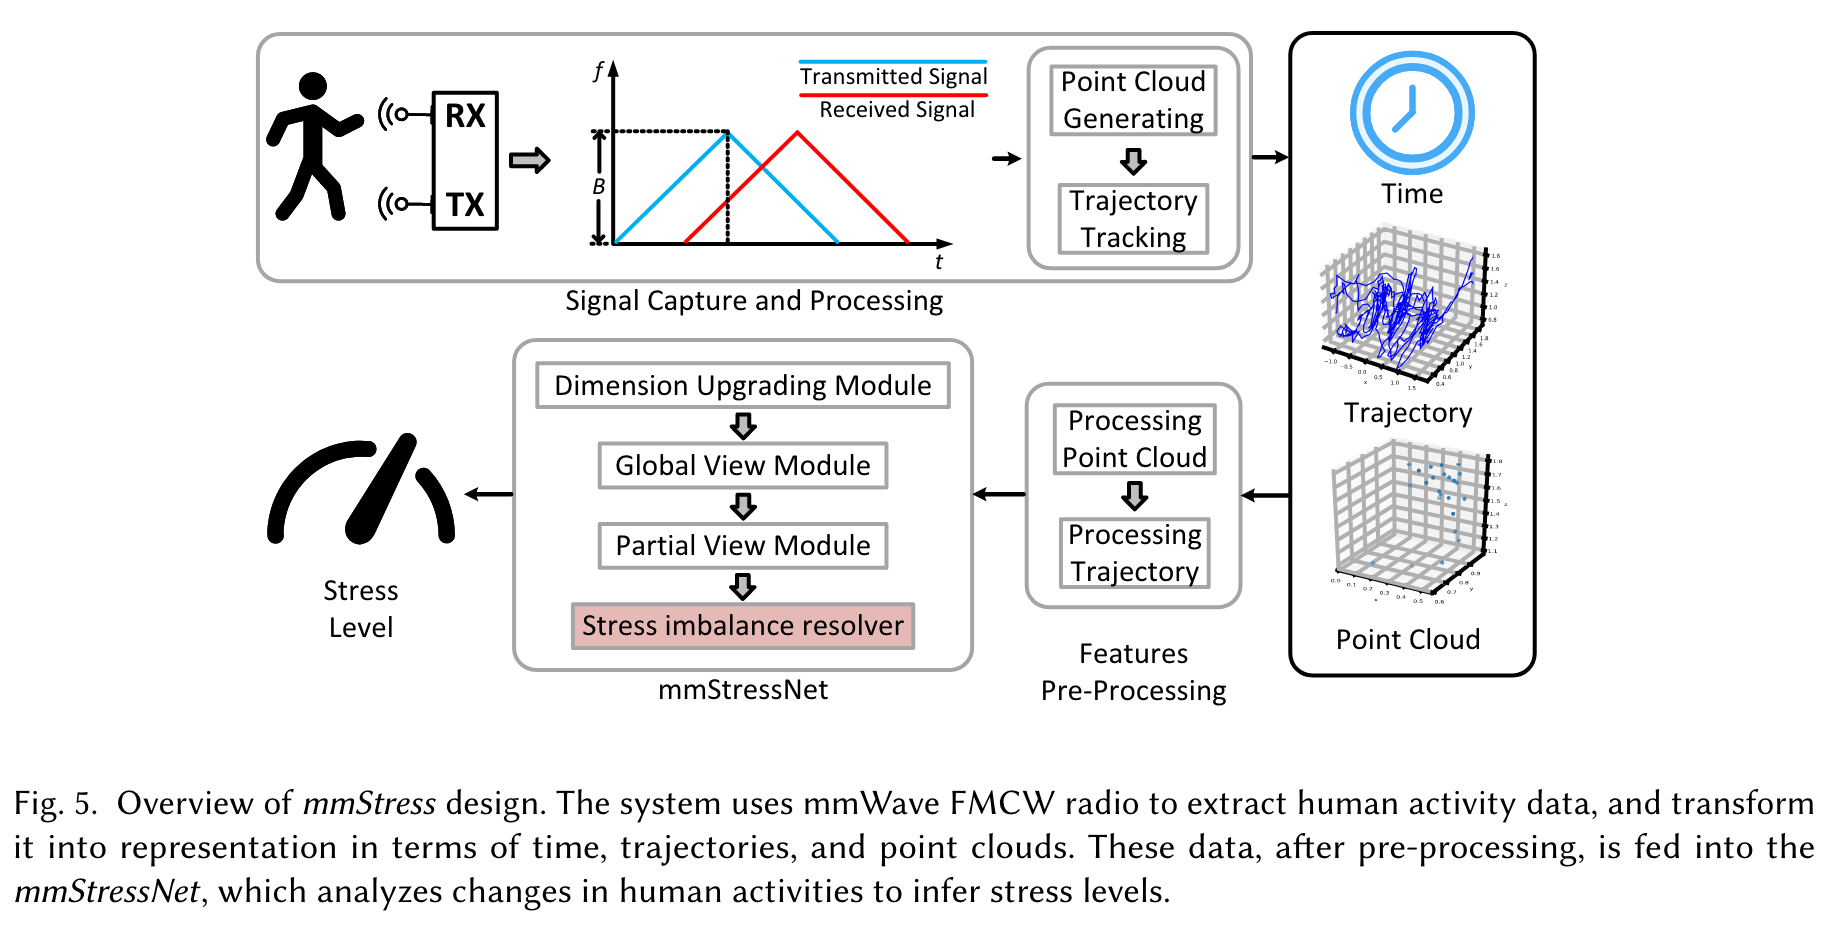 RX
TX
f
B
t
Transmitted Signal
Received Signal
Point Cloud
Generating
Trajectory
Tracking
Signal Capture and Processing
Time
Trajectory
Point Cloud
Processing
Point Cloud
Processing
Trajectory
Features
Pre-Processing
Dimension Upgrading Module
Global View Module
Partial View Module
Stress imbalance resolver
mmStressNet
Stress
Level
Fig. 5. Overview of mmStress design. The system uses mmWave FMCW radio to extract human activity data, and transform
it into representation in terms of time, trajectories, and point clouds. These data, after pre-processing, is fed into the
mmStressNet, which analyzes changes in human activities to infer stress levels.